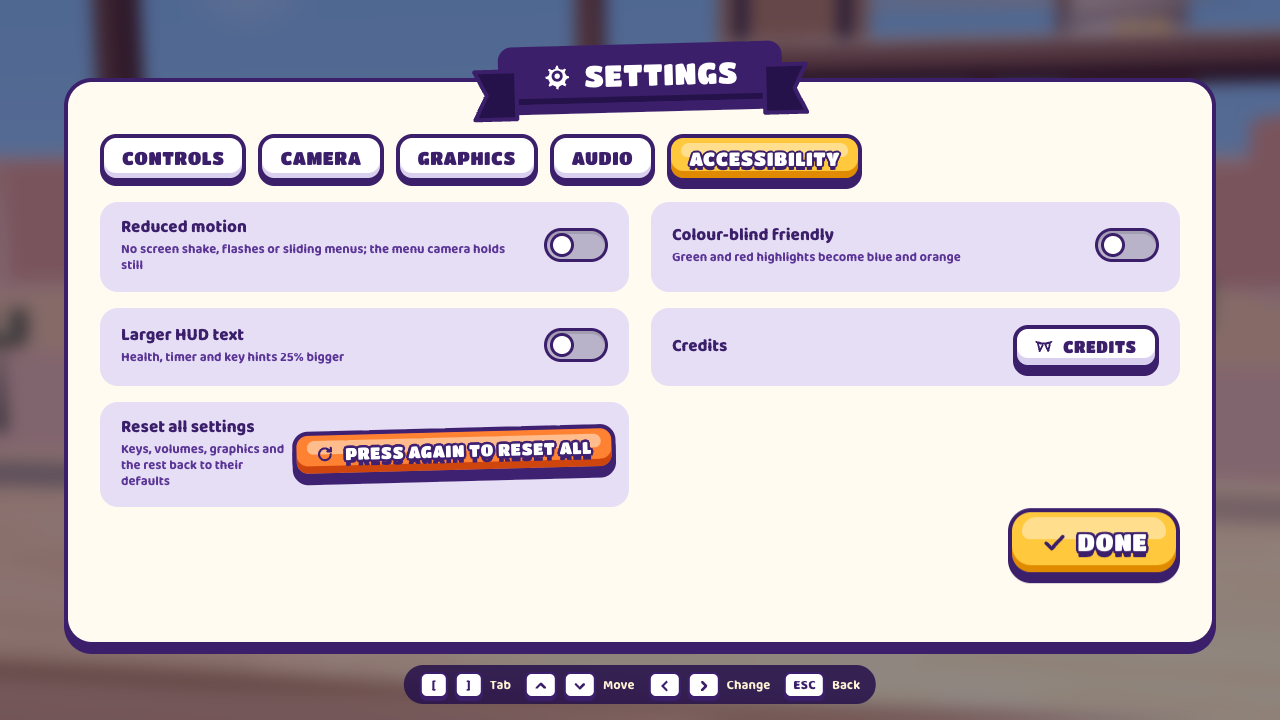 SETTINGS
CONTROLS
CAMERA
GRAPHICS
AUDIO
ACCESSIBILITY
Reduced motion
No screen shake, flashes or sliding menus; the menu camera holds
still
Colour-blind friendly
Green and red highlights become blue and orange
Larger HUD text
Health, timer and key hints 25% bigger
Credits
CREDITS
Reset all settings
Keys, volumes, graphics and
the rest back to their
defaults
PRESS AGAIN TO RESET ALL
DONE
[ ] Tab
Move
Change
ESC Back